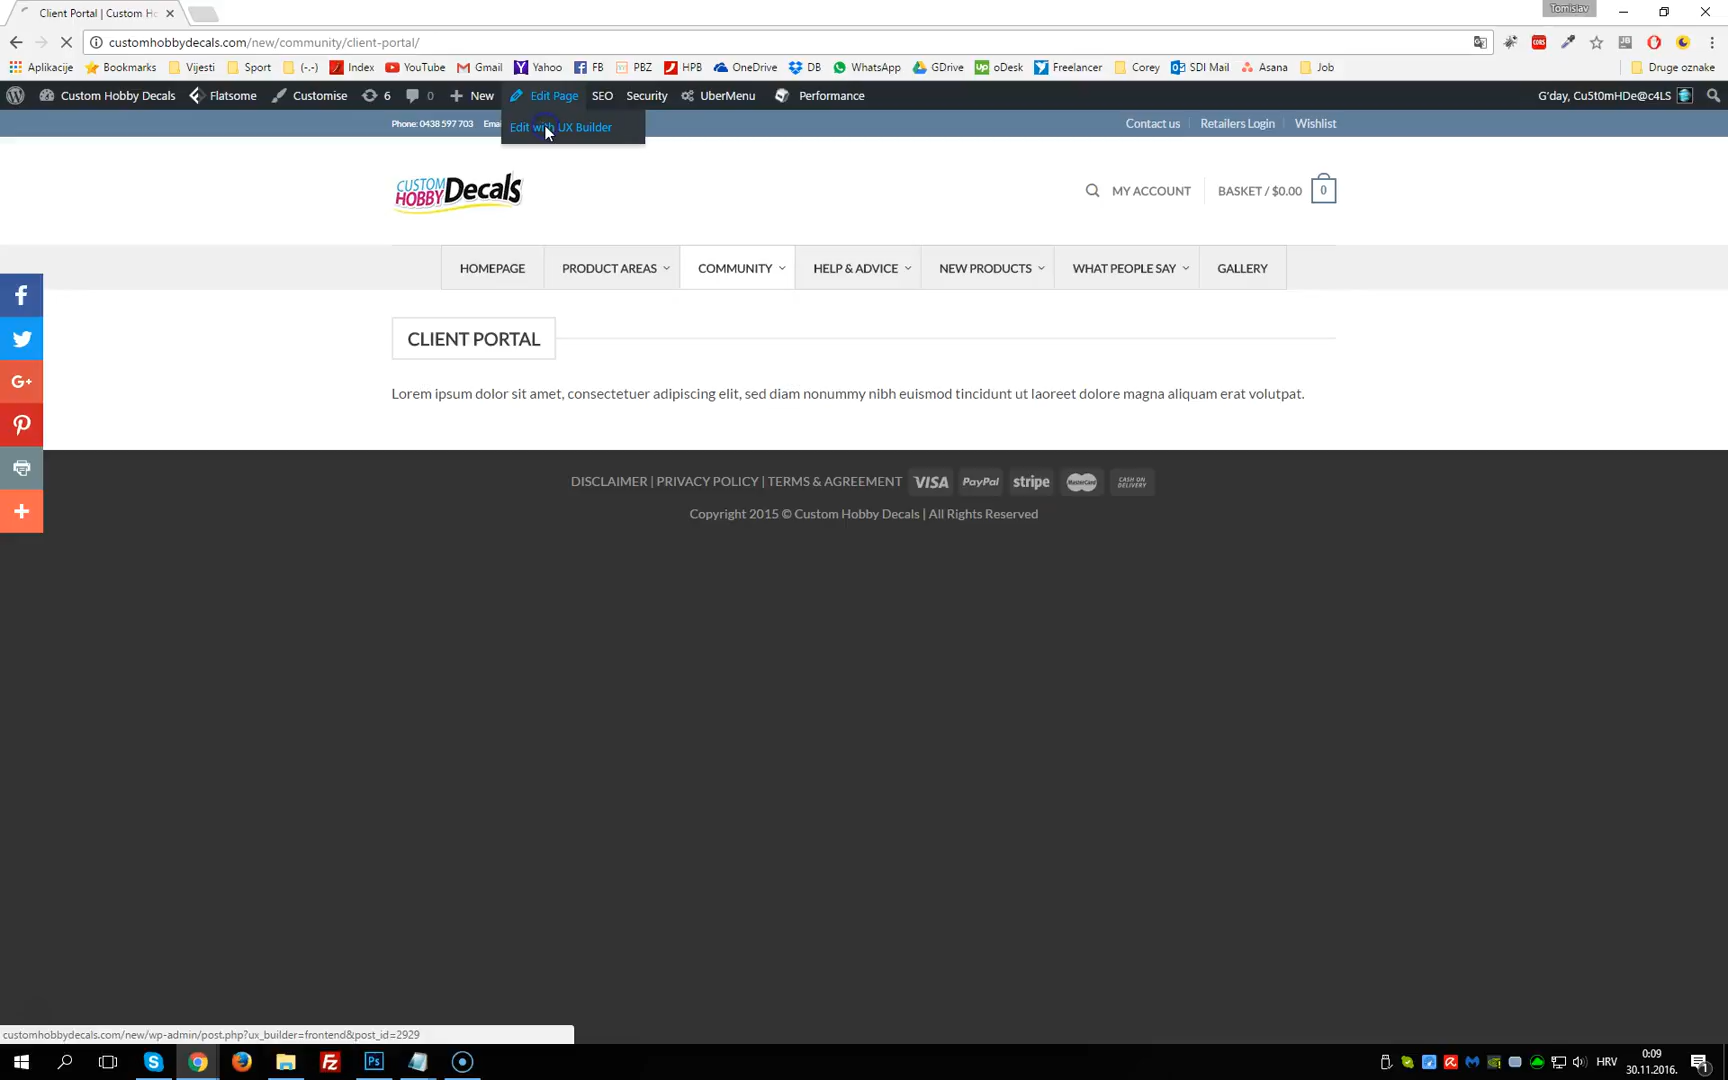 Client Portal | Custom Ho
Tomislav
customhobbydecals.com/new/community/client-portal/
Aplikacije Bookmarks Vijesti Sport (-.-) Index YouTube Gmail Yahoo FB PBZ HPB OneDrive DB WhatsApp GDrive oDesk Freelancer Corey SDI Mail Asana Job Druge oznake
Custom Hobby Decals Flatsome Customise 6 0 New Edit Page SEO Security UberMenu Performance G'day, Cu5t0mHDe@c4LS
Phone: 0438 597 703 Emai Edit with UX Builder Contact us Retailers Login Wishlist
CUSTOM HOBBY Decals
MY ACCOUNT BASKET / $0.00 0
HOMEPAGE PRODUCT AREAS COMMUNITY HELP & ADVICE NEW PRODUCTS WHAT PEOPLE SAY GALLERY
CLIENT PORTAL
Lorem ipsum dolor sit amet, consectetuer adipiscing elit, sed diam nonummy nibh euismod tincidunt ut laoreet dolore magna aliquam erat volutpat.
DISCLAIMER | PRIVACY POLICY | TERMS & AGREEMENT VISA PayPal stripe MasterCard CASH ON DELIVERY
Copyright 2015 © Custom Hobby Decals | All Rights Reserved
customhobbydecals.com/new/wp-admin/post.php?ux_builder=frontend&post_id=2929
HRV 0:09
30.11.2016.